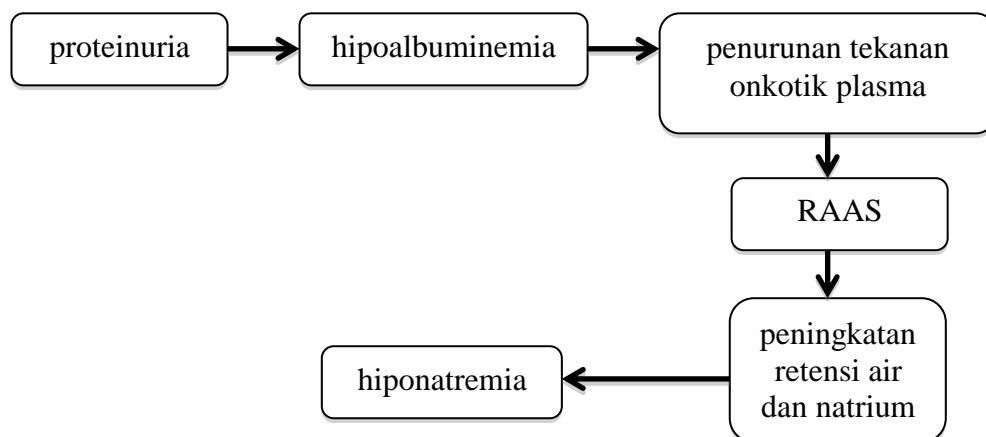 proteinuria
hipoalbuminemia
penurunan tekanan
onkotik plasma
RAAS
peningkatan
retensi air
dan natrium
hiponatremia